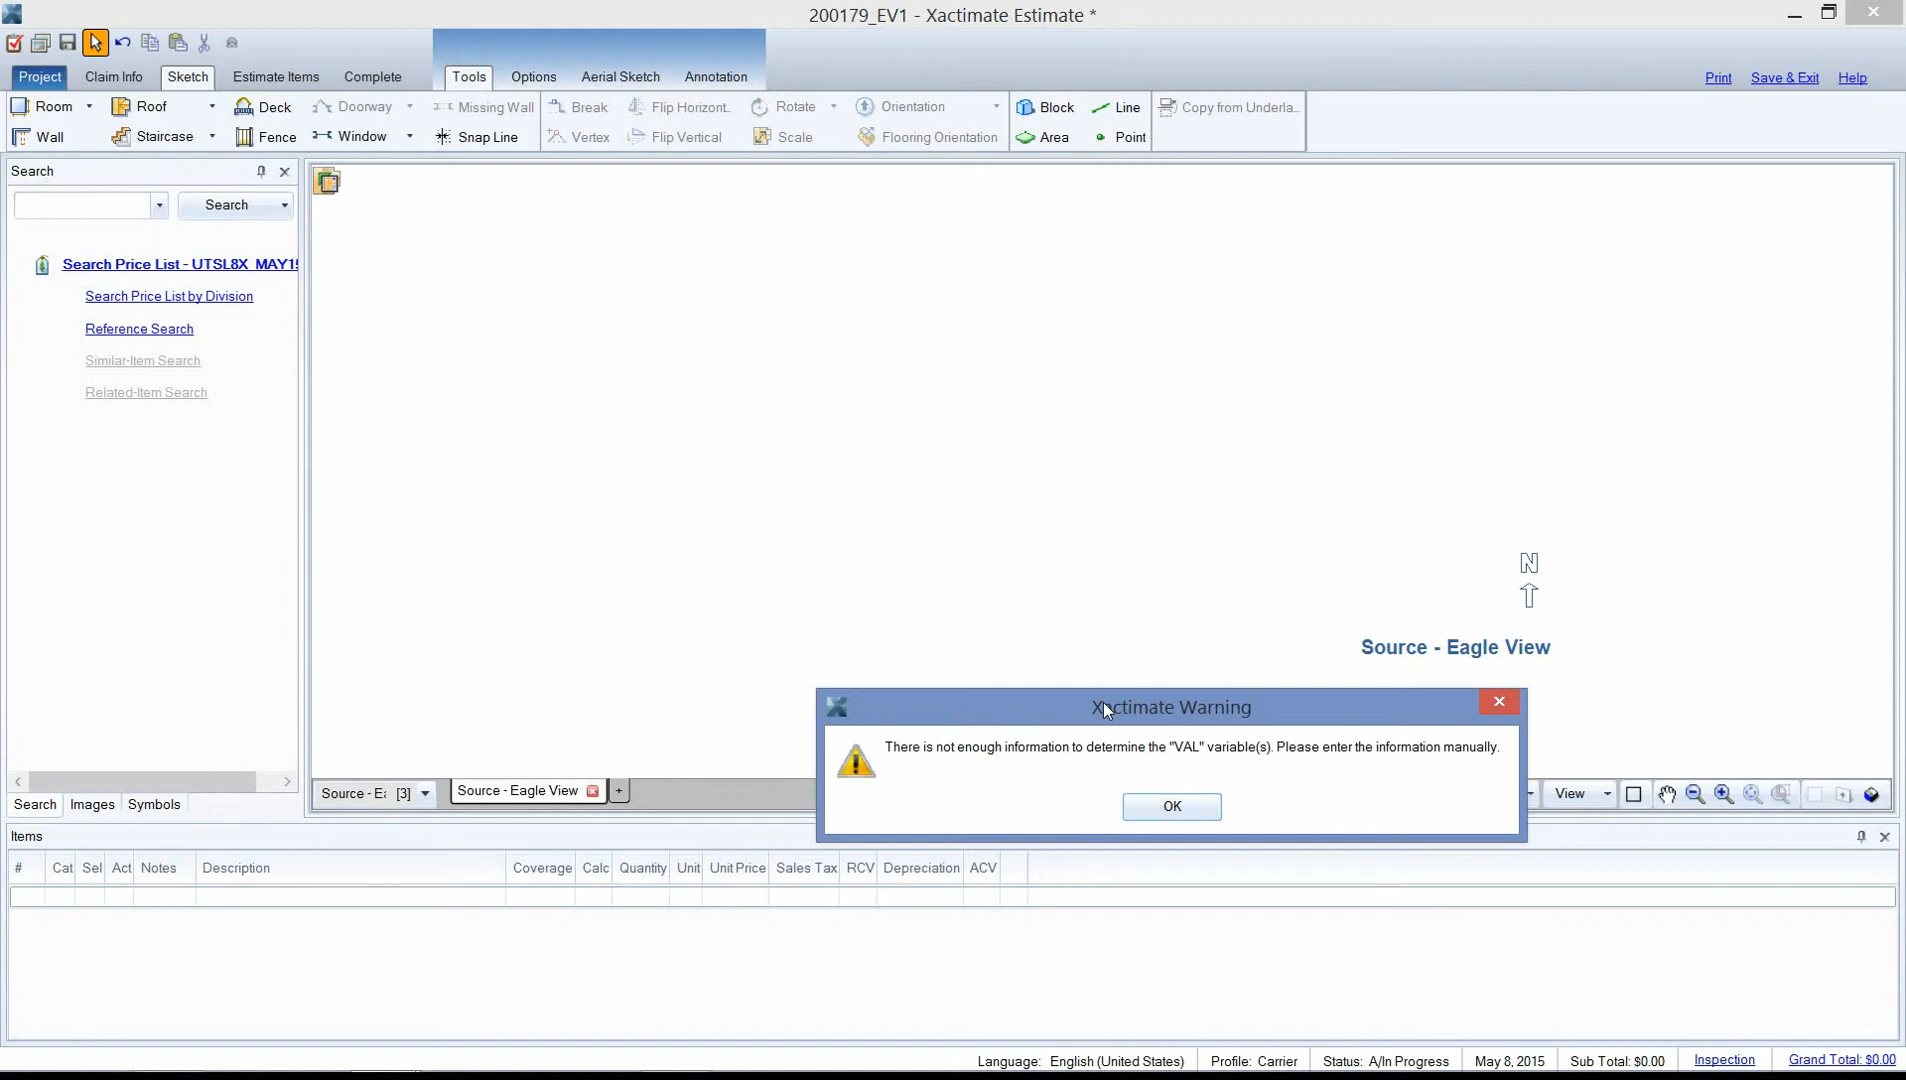 200179_EV1 - Xactimate Estimate *
Project Claim Info Sketch Estimate Items Complete Tools Options Aerial Sketch Annotation Print Save & Exit Help
Room Roof Deck Doorway Missing Wall Break Flip Horizont.. Rotate Orientation Block Line Copy from Underla..
Wall Staircase Fence Window Snap Line Vertex Flip Vertical Scale Flooring Orientation Area Point
Search
Search
Search Price List - UTSL8X_MAY15
Search Price List by Division
Reference Search
Similar-Item Search
Related-Item Search
N
Source - Eagle View
Xactimate Warning
There is not enough information to determine the "VAL" variable(s). Please enter the information manually.
OK
Source - Ea [3] Source - Eagle View + View
Search Images Symbols
Items
# Cat Sel Act Notes Description Coverage Calc Quantity Unit Unit Price Sales Tax RCV Depreciation ACV
Language: English (United States) Profile: Carrier Status: A/In Progress May 8, 2015 Sub Total: $0.00 Inspection Grand Total: $0.00